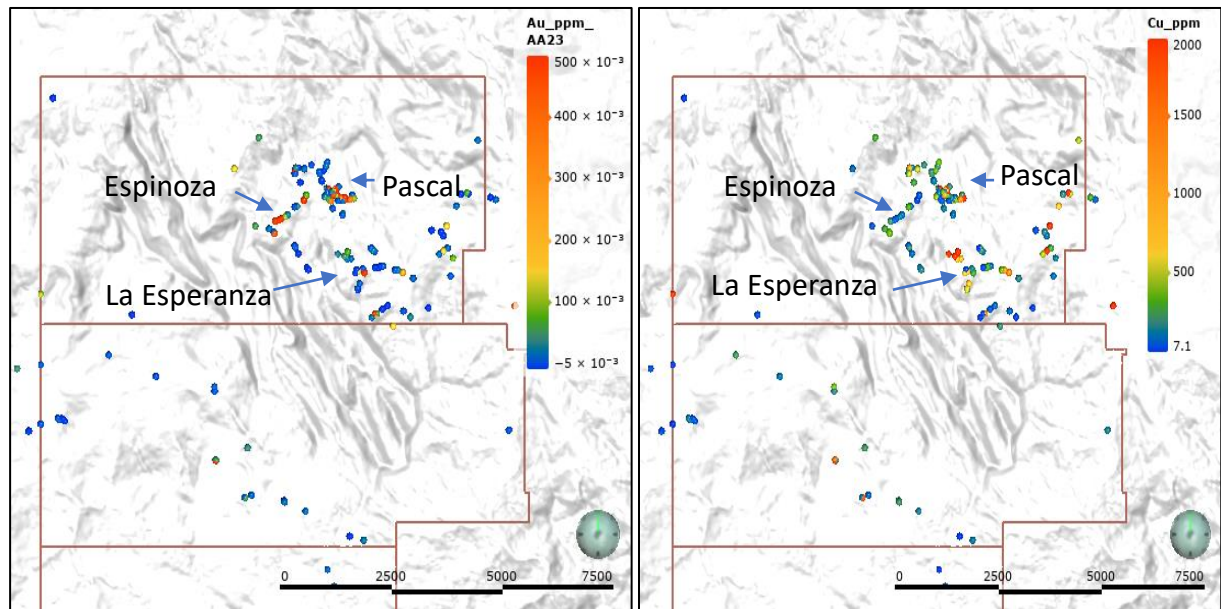 Au_ppm_
AA23
500 × 10⁻³
400 × 10⁻³
300 × 10⁻³
200 × 10⁻³
100 × 10⁻³
−5 × 10⁻³
Espinoza
Pascal
La Esperanza
0 2500 5000 7500
Cu_ppm
2000
1500
1000
500
7.1
Espinoza
Pascal
La Esperanza
0 2500 5000 7500